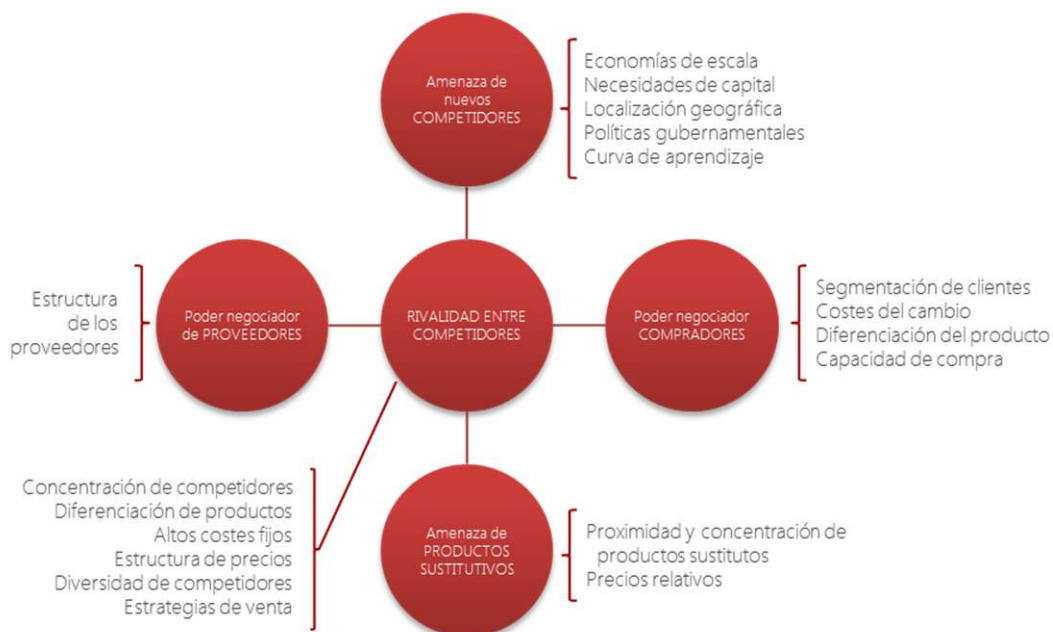 Amenaza de
nuevos
COMPETIDORES
Economías de escala
Necesidades de capital
Localización geográfica
Políticas gubernamentales
Curva de aprendizaje
Estructura
de los
proveedores
Poder negociador
de PROVEEDORES
RIVALIDAD ENTRE
COMPETIDORES
Poder negociador
COMPRADORES
Segmentación de clientes
Costes del cambio
Diferenciación del producto
Capacidad de compra
Concentración de competidores
Diferenciación de productos
Altos costes fijos
Estructura de precios
Diversidad de competidores
Estrategias de venta
Amenaza de
PRODUCTOS
SUSTITUTIVOS
Proximidad y concentración de
productos sustitutos
Precios relativos